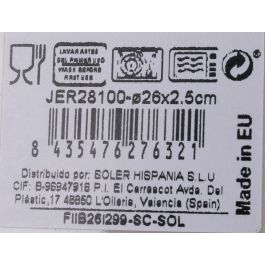 LAVAR ANTES
DEL PRIMER USO
WASH BEFORE
FIRST USE
JER28100-ø26x2.5cm
8 435476 276321
Made in EU
Distribuido por: SOLER HISPANIA S.L.U
CIF: B-96947916 P.I. El Carrascot Avda. Del
Plástic,17 46850 L'Olleria, Valencia (Spain)
FIIB26I299-SC-SOL